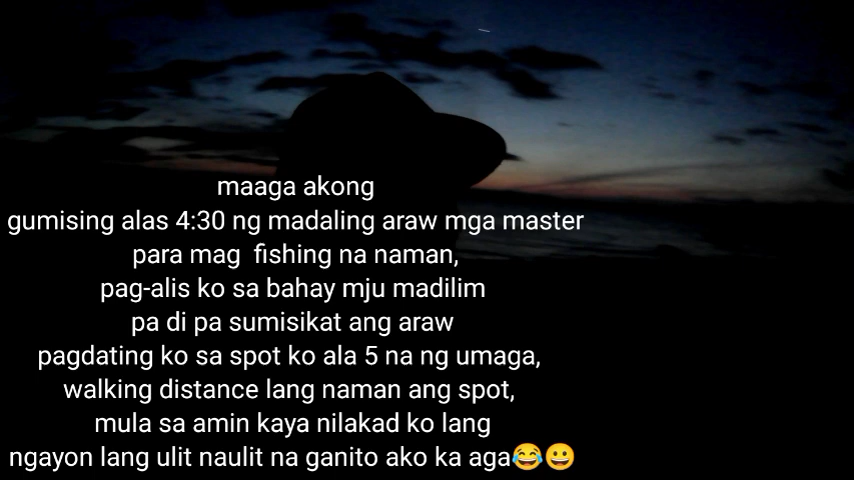 maaga akong
gumising alas 4:30 ng madaling araw mga master
para mag fishing na naman,
pag-alis ko sa bahay mju madilim
pa di pa sumisikat ang araw
pagdating ko sa spot ko ala 5 na ng umaga,
walking distance lang naman ang spot,
mula sa amin kaya nilakad ko lang
ngayon lang ulit naulit na ganito ako ka aga😂😀